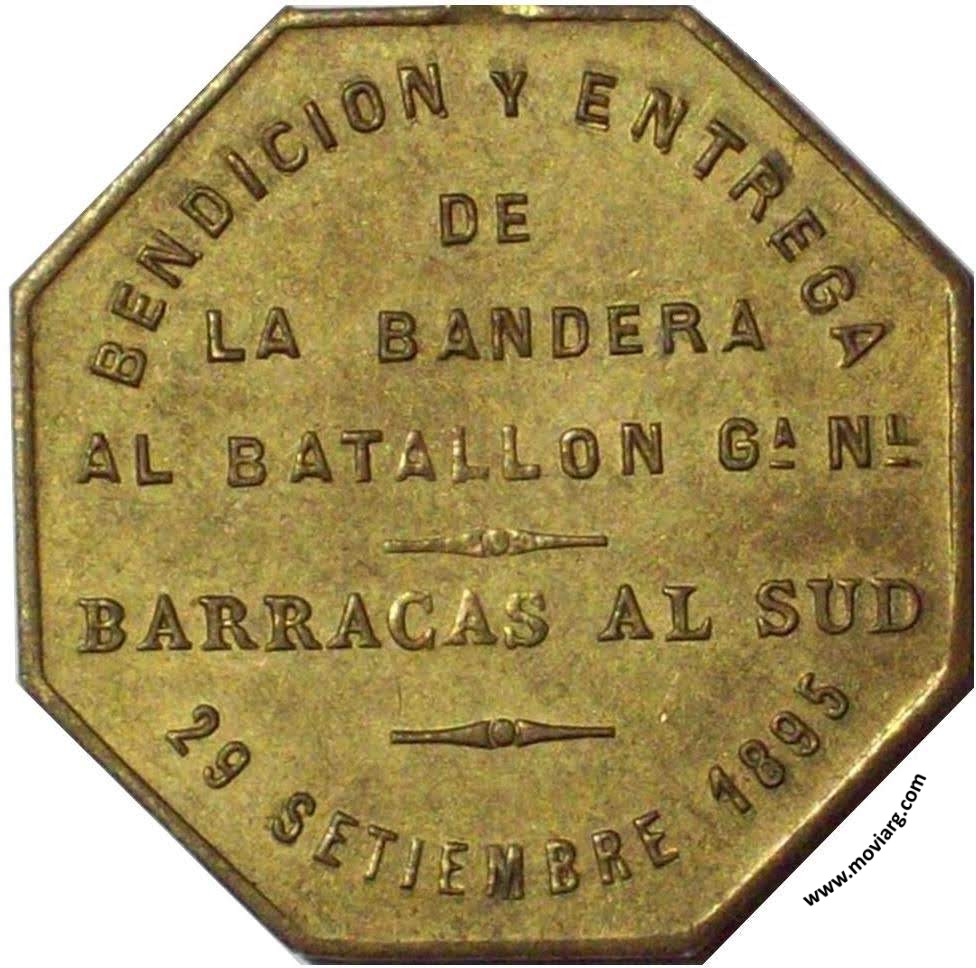 BENDICION Y ENTREGA
DE
LA BANDERA
AL BATALLON Gᴬ Nᴸ
BARRACAS AL SUD
29 SETIEMBRE 1895
www.moviarg.com